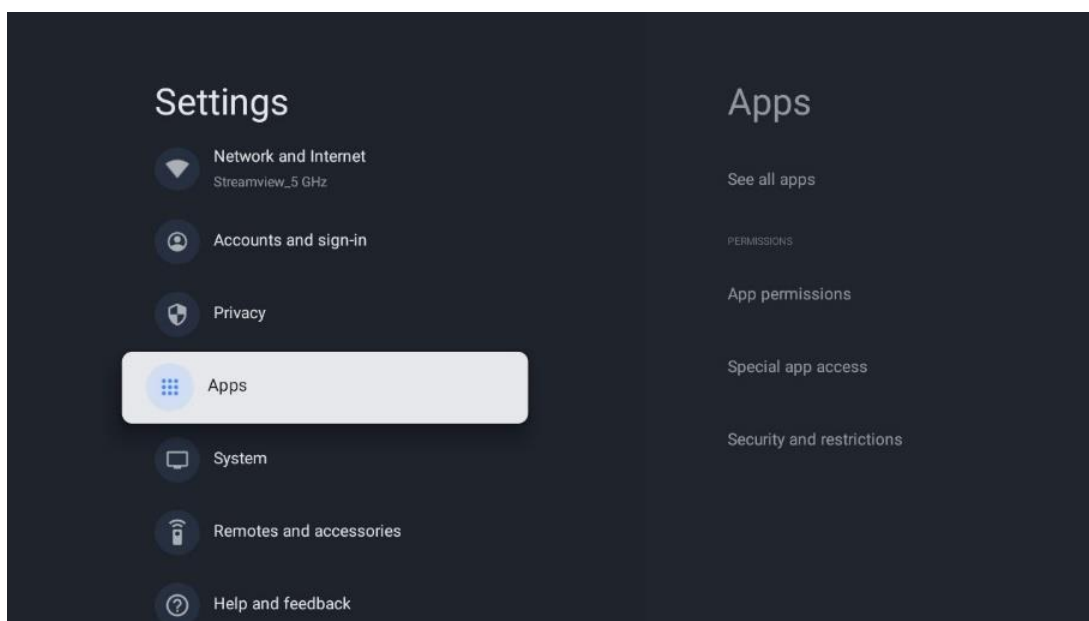 Settings
Network and Internet
Streamview_5 GHz
Accounts and sign-in
Privacy
Apps
System
Remotes and accessories
Help and feedback
Apps
See all apps
PERMISSIONS
App permissions
Special app access
Security and restrictions